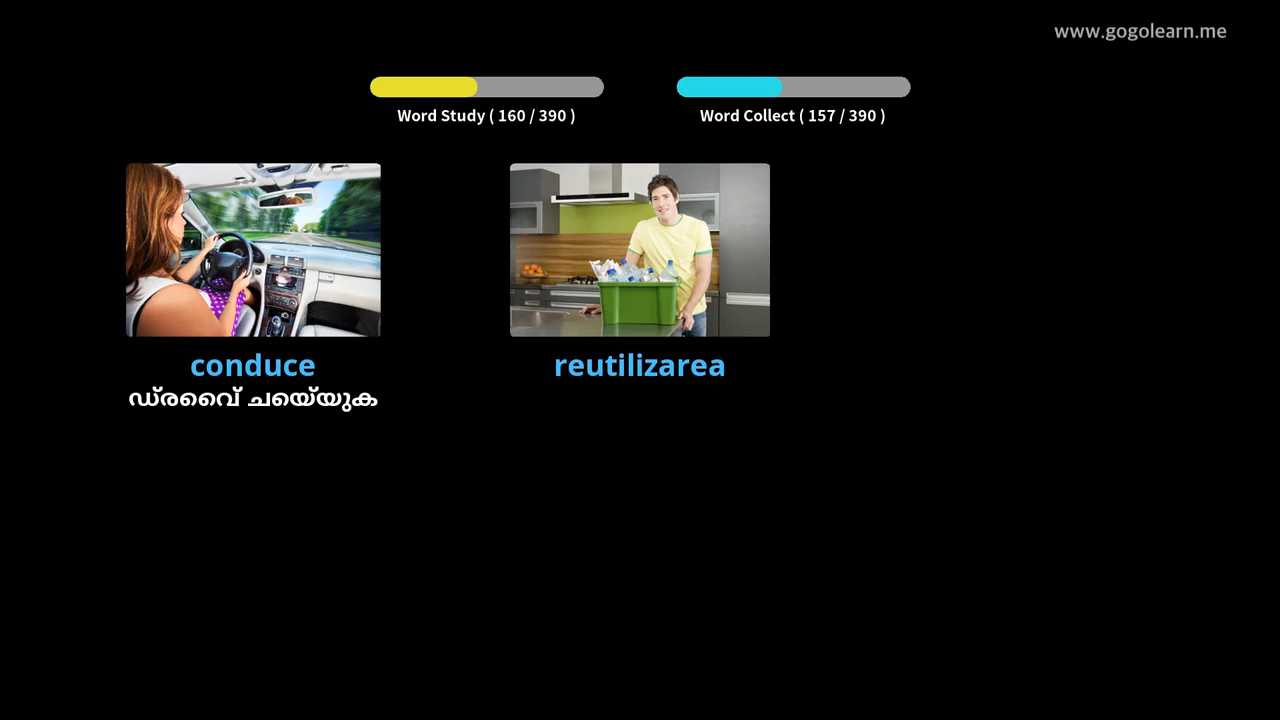 www.gogolearn.me
Word Study ( 160 / 390 )
Word Collect ( 157 / 390 )
conduce
ഡ്രൈവ് ചെയ്യുക
reutilizarea